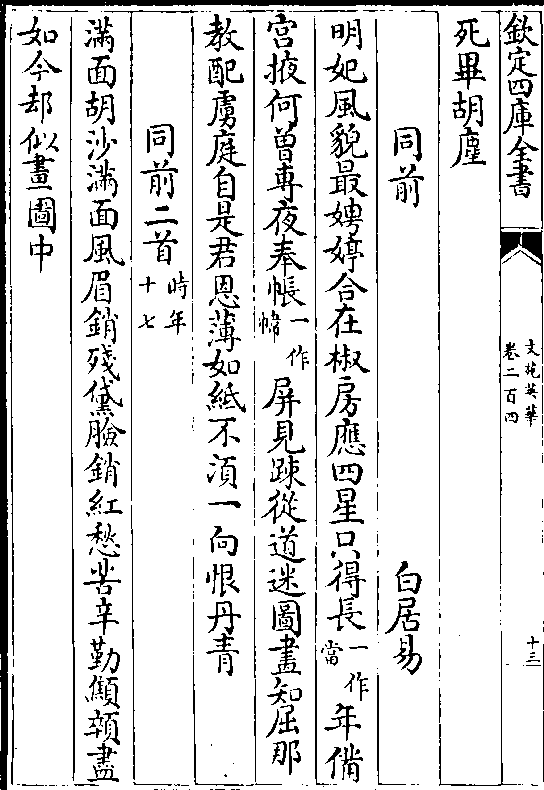 欽定四庫全書
文苑英華
卷二百四
十三
死畢胡塵
同前 白居易
明妃風貌最娉婷合在椒房應四星只得長一作當年備
宮掖何曽專夜奉帳一作幃屏見踈從道迷圖畫知屈那
教配虜庭自是君恩薄如紙不湏一向恨丹青
同前二首時年十七
滿面胡沙滿面風眉銷殘黛臉銷紅愁苦辛勤顦顇盡
如今却似畫圖中